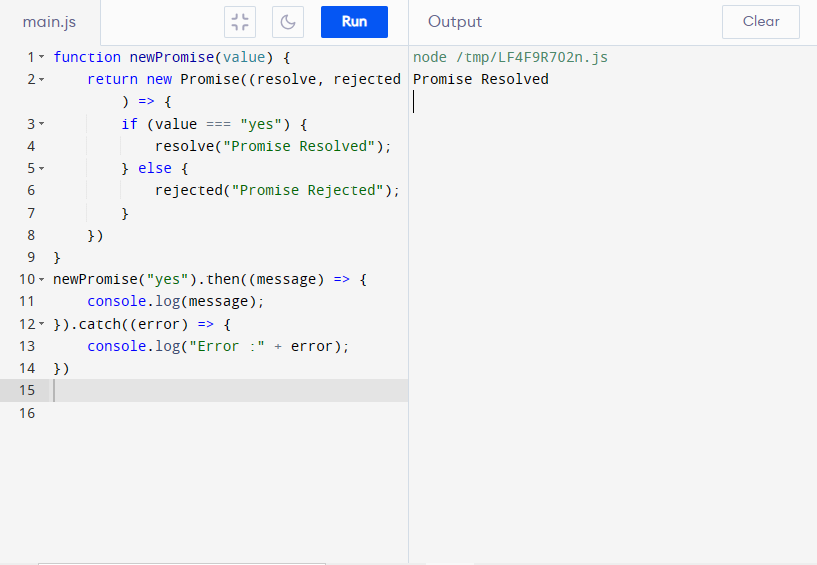 main.js
Run
Output
Clear
1 function newPromise(value) {
2     return new Promise((resolve, rejected
        ) => {
3         if (value === "yes") {
4             resolve("Promise Resolved");
5         } else {
6             rejected("Promise Rejected");
7         }
8     })
9 }
10 newPromise("yes").then((message) => {
11     console.log(message);
12 }).catch((error) => {
13     console.log("Error :" + error);
14 })
15
16
node /tmp/LF4F9R7O2n.js
Promise Resolved